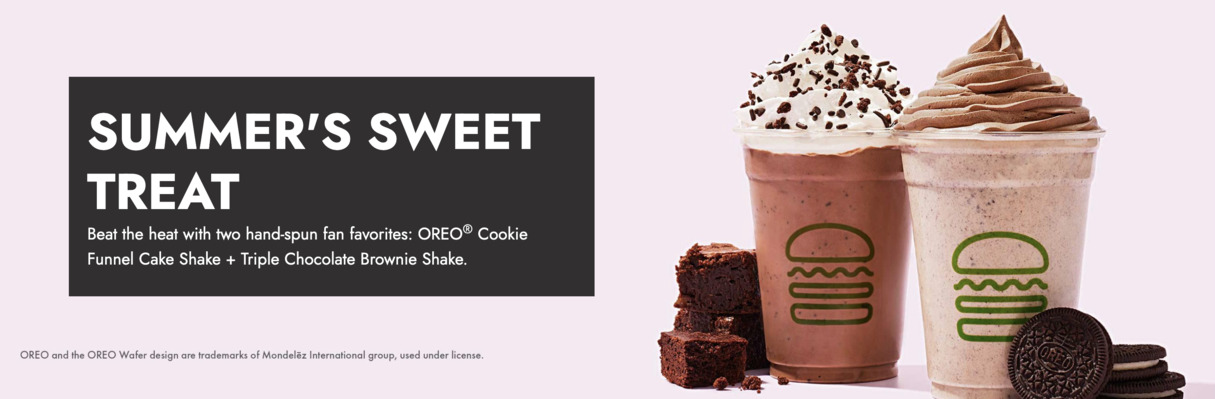 SUMMER'S SWEET
TREAT
Beat the heat with two hand-spun fan favorites: OREO® Cookie
Funnel Cake Shake + Triple Chocolate Brownie Shake.
OREO and the OREO Wafer design are trademarks of Mondelēz International group, used under license.
OREO